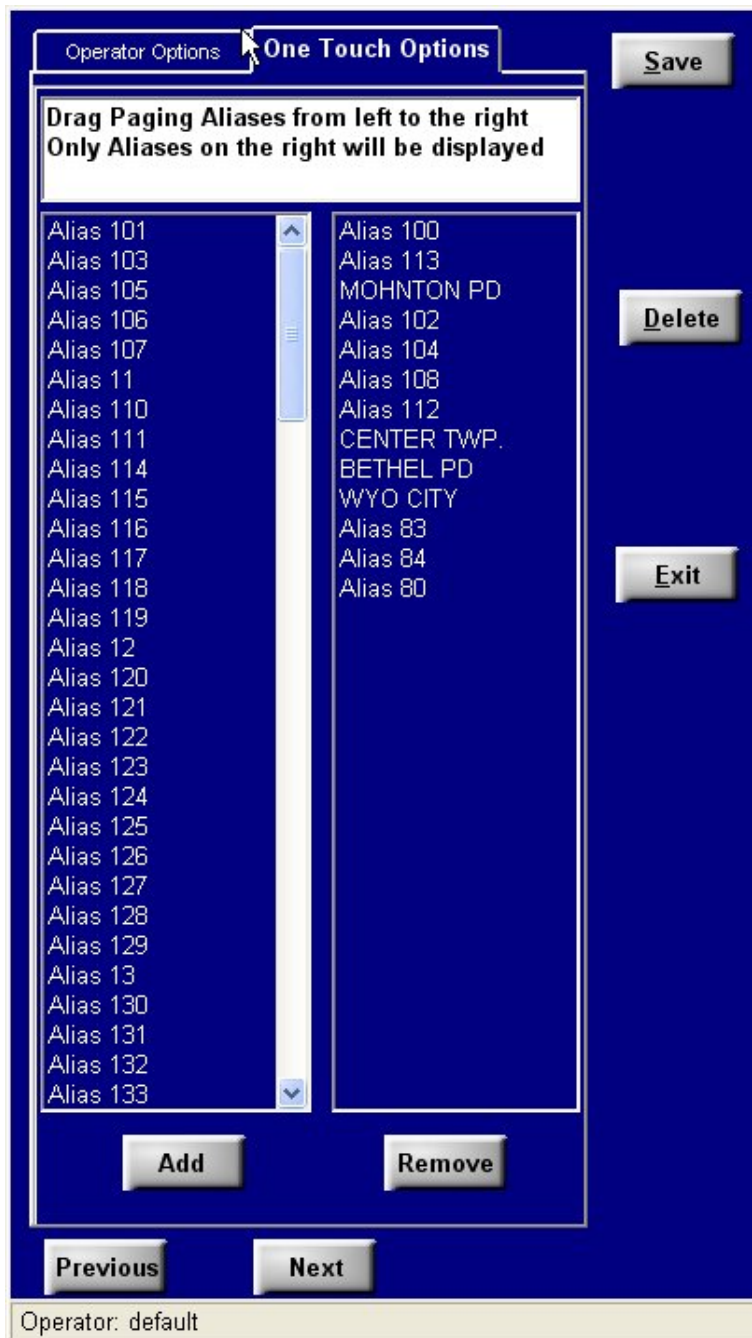 Operator Options
One Touch Options
Save
Drag Paging Aliases from left to the right
Only Aliases on the right will be displayed
Alias 101
Alias 103
Alias 105
Alias 106
Alias 107
Alias 11
Alias 110
Alias 111
Alias 114
Alias 115
Alias 116
Alias 117
Alias 118
Alias 119
Alias 12
Alias 120
Alias 121
Alias 122
Alias 123
Alias 124
Alias 125
Alias 126
Alias 127
Alias 128
Alias 129
Alias 13
Alias 130
Alias 131
Alias 132
Alias 133
Alias 100
Alias 113
MOHNTON PD
Alias 102
Alias 104
Alias 108
Alias 112
CENTER TWP.
BETHEL PD
WYO CITY
Alias 83
Alias 84
Alias 80
Delete
Exit
Add
Remove
Previous
Next
Operator: default